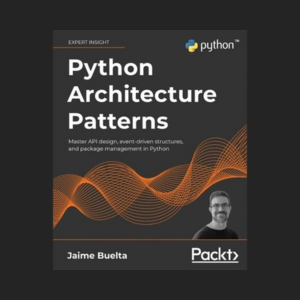 EXPERT INSIGHT
python™
Python
Architecture
Patterns
Master API design, event-driven structures,
and package management in Python
Jaime Buelta
Packt>